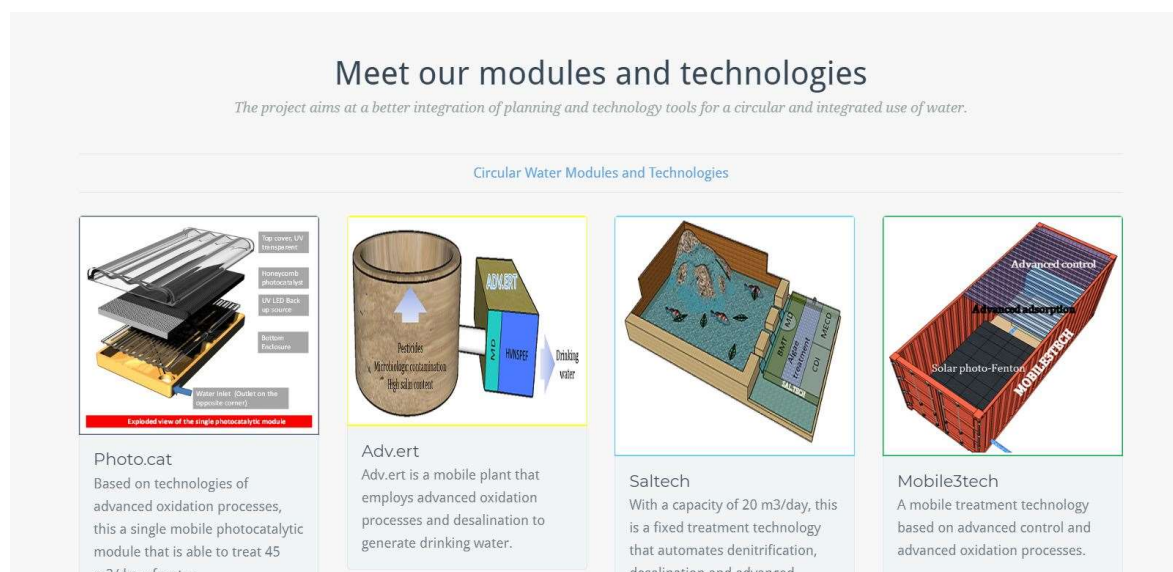 Meet our modules and technologies
The project aims at a better integration of planning and technology tools for a circular and integrated use of water.
Circular Water Modules and Technologies
Top cover, UV
transparent
Honeycomb
photocatalyst
UV LED Back
up source
Bottom
Enclosure
Water Inlet (Outlet on the
opposite corner)
Exploded view of the single photocatalytic module
Photo.cat
Based on technologies of
advanced oxidation processes,
this a single mobile photocatalytic
module that is able to treat 45
ADV.ERT
Pesticides
Microbiologic contamination
High salin content
MD
HVNSPEF
Drinking
water
Adv.ert
Adv.ert is a mobile plant that
employs advanced oxidation
processes and desalination to
generate drinking water.
MD
MECD
BMT
Algae
treatment
CDI
SALTECH
Saltech
With a capacity of 20 m3/day, this
is a fixed treatment technology
that automates denitrification,
desalination and advanced
Advanced control
Advanced adsorption
Solar photo-Fenton
MOBILE3TECH
Mobile3tech
A mobile treatment technology
based on advanced control and
advanced oxidation processes.